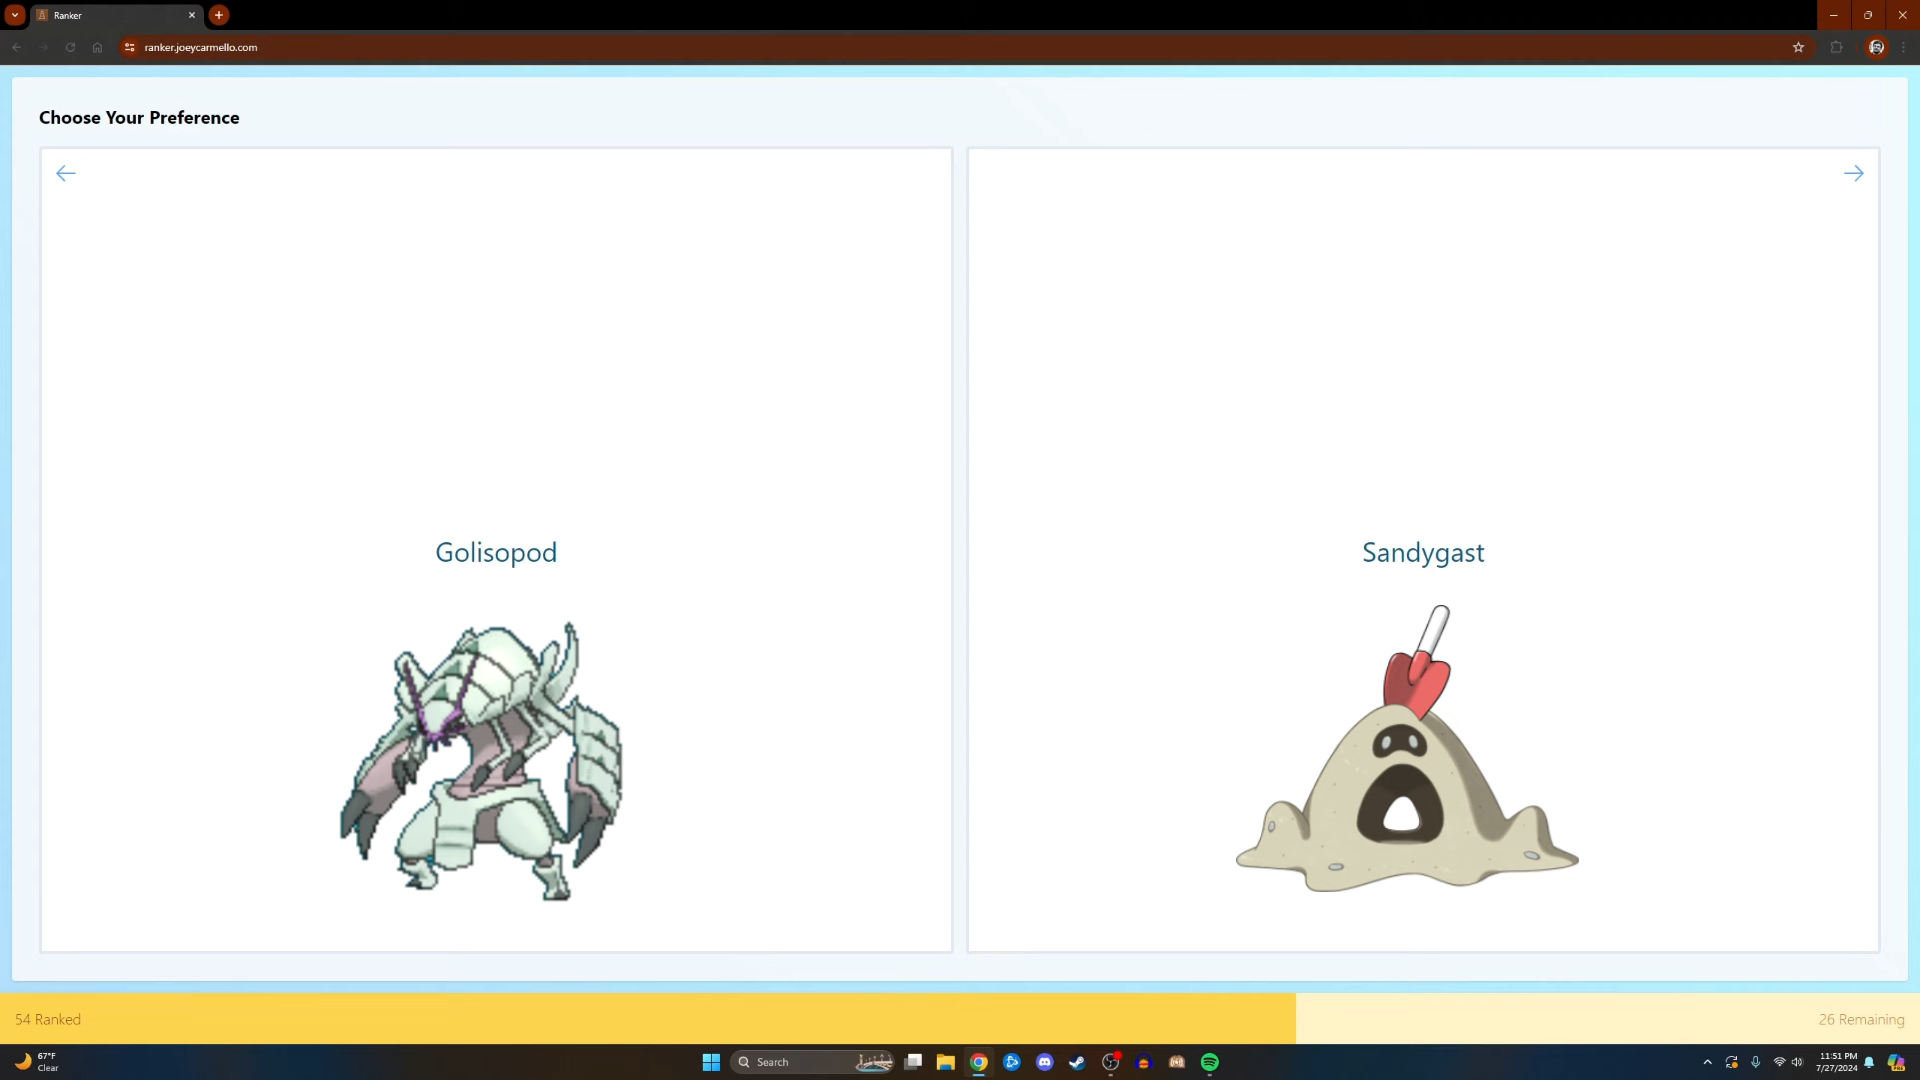 Ranker
ranker.joeycarmello.com
Choose Your Preference
Golisopod
Sandygast
54 Ranked
26 Remaining
67°F
Clear
Search
11:51 PM
7/27/2024